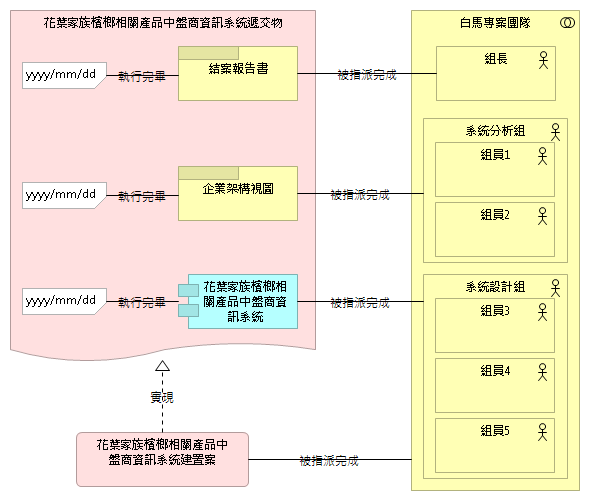 花葉家族檳榔相關產品中盤商資訊系統遞交物
白馬專案團隊
yyyy/mm/dd
執行完畢
結案報告書
被指派完成
組長
系統分析組
組員1
yyyy/mm/dd
執行完畢
企業架構視圖
被指派完成
組員2
系統設計組
yyyy/mm/dd
執行完畢
花葉家族檳榔相
關產品中盤商資
訊系統
被指派完成
組員3
組員4
實現
組員5
花葉家族檳榔相關產品中
盤商資訊系統建置案
被指派完成